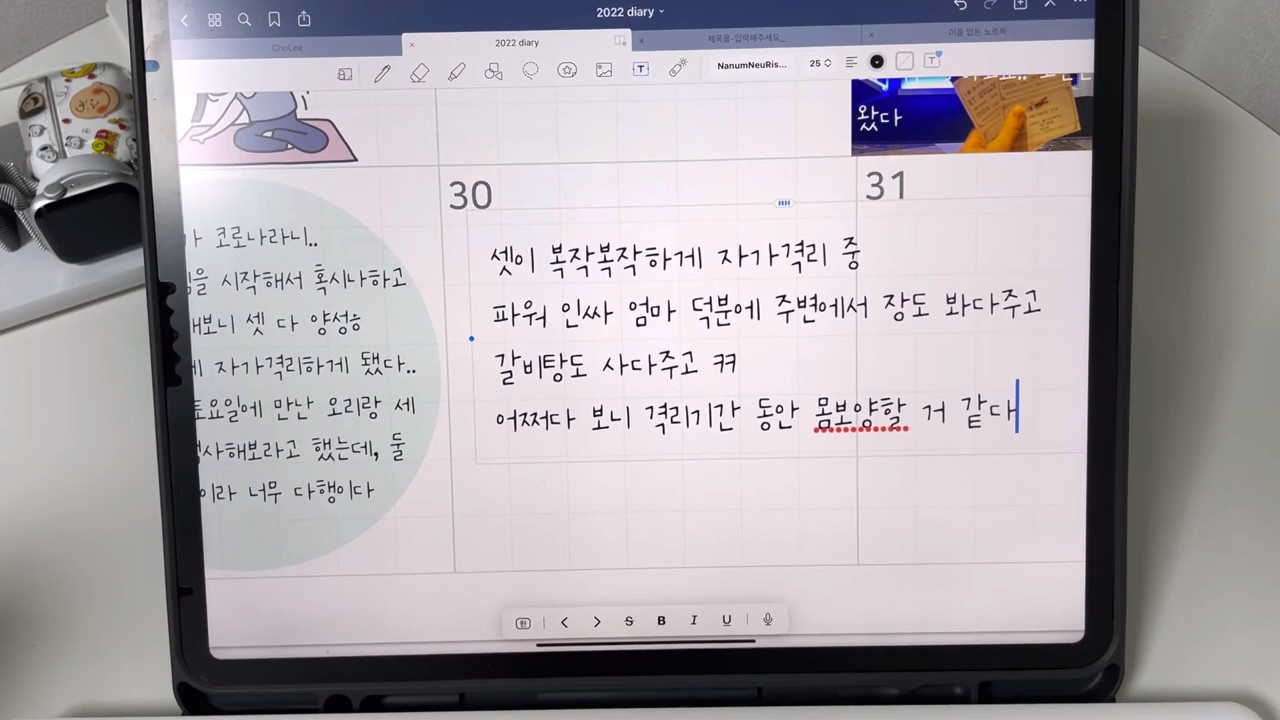 2022 diary
ChoLee
2022 diary
제목을-입력해주세요_
이름 없는 노트북
NanumNeuRis...
25
왔다
30
31
코로나라니..
시작해서 혹시나하고
셋 다 양성능
자가격리하게 됐다..
토요일에 만난 오리랑 세
했는데, 둘
이라 너무 다행이다
셋이 복작복작하게 자가격리 중
파워 인싸 엄마 덕분에 주변에서 장도 봐다주고
갈비탕도 사다주고 ㅋㅋ
어쩌다 보니 격리기간 동안 몸보양할 거 같다
한
S
B
I
U